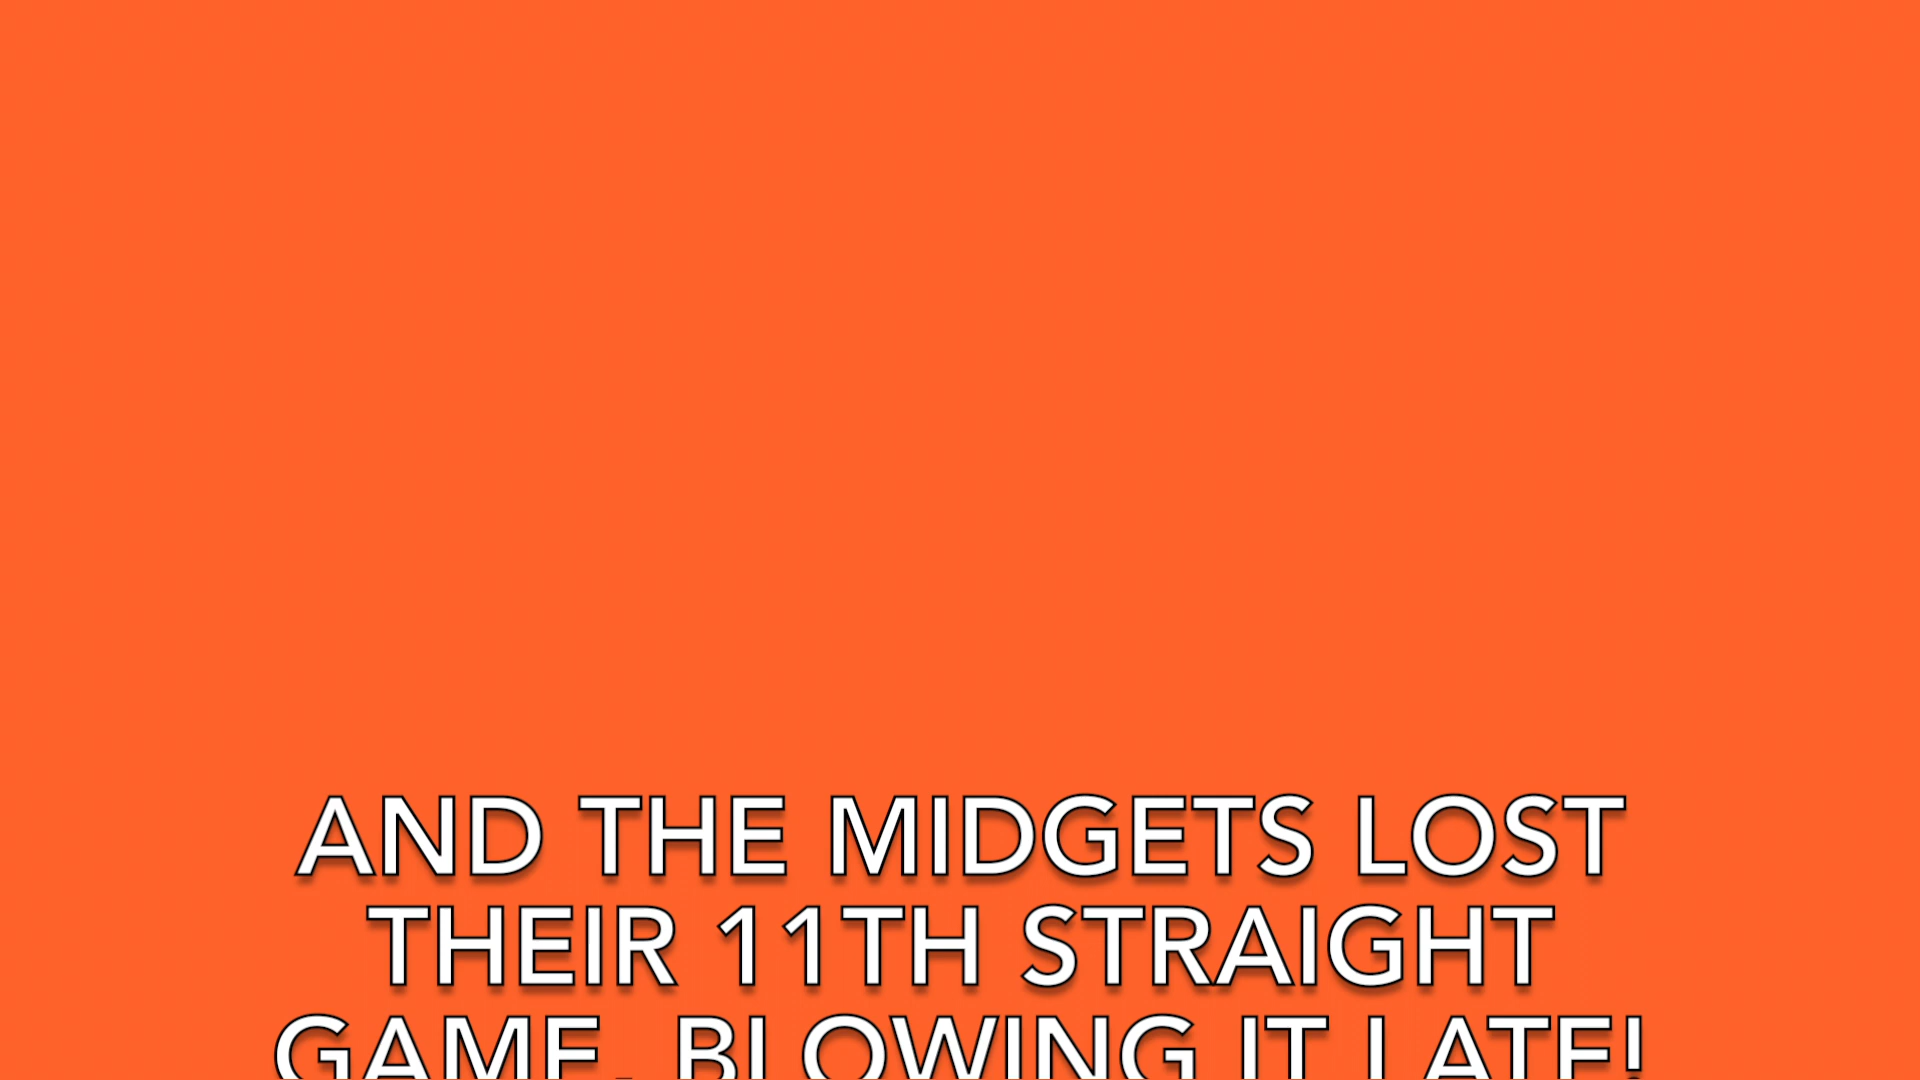 AND THE MIDGETS LOST
THEIR 11TH STRAIGHT
GAME, BLOWING IT LATE!